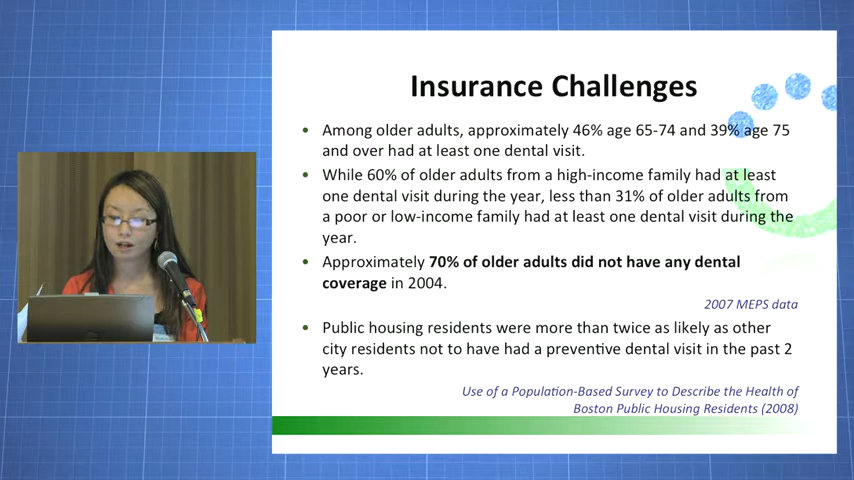 Insurance Challenges
• Among older adults, approximately 46% age 65-74 and 39% age 75
and over had at least one dental visit.
• While 60% of older adults from a high-income family had at least
one dental visit during the year, less than 31% of older adults from
a poor or low-income family had at least one dental visit during the
year.
• Approximately 70% of older adults did not have any dental
coverage in 2004.
2007 MEPS data
• Public housing residents were more than twice as likely as other
city residents not to have had a preventive dental visit in the past 2
years.
Use of a Population-Based Survey to Describe the Health of
Boston Public Housing Residents (2008)